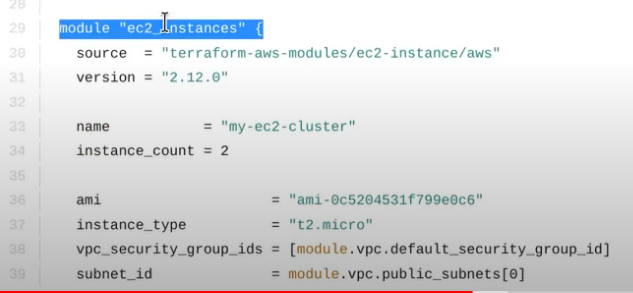 28
29 module "ec2_instances" {
30 source = "terraform-aws-modules/ec2-instance/aws"
31 version = "2.12.0"
32
33 name = "my-ec2-cluster"
34 instance_count = 2
35
36 ami = "ami-0c5204531f799e0c6"
37 instance_type = "t2.micro"
38 vpc_security_group_ids = [module.vpc.default_security_group_id]
39 subnet_id = module.vpc.public_subnets[0]